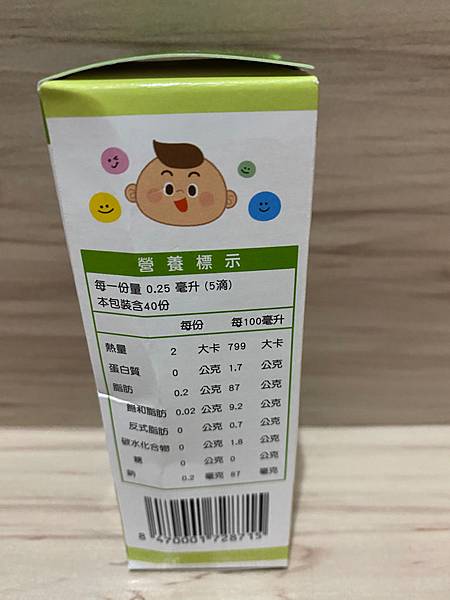 營養標示
每一份量 0.25 毫升 (5滴)
本包裝含40份
每份 每100毫升
熱量 2 大卡 799 大卡
蛋白質 0 公克 1.7 公克
脂肪 0.2 公克 87 公克
飽和脂肪 0.02 公克 9.2 公克
反式脂肪 0 公克 0.7 公克
碳水化合物 0 公克 1.8 公克
糖 0 公克 0 公克
鈉 0.2 毫克 87 毫克
8 470001 728715